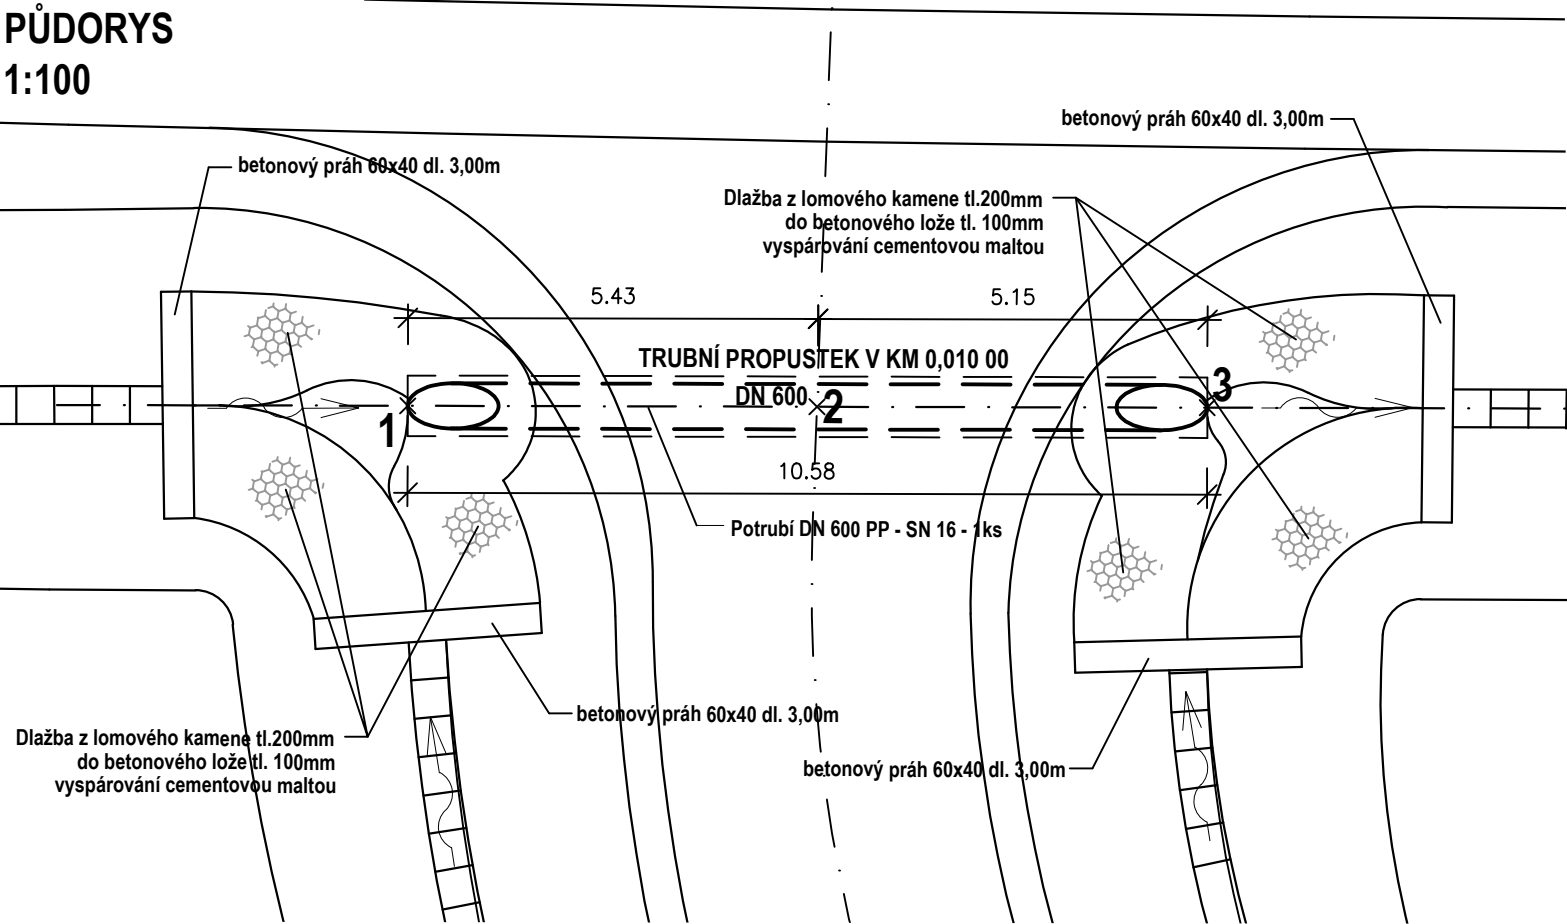 PŮDORYS
1:100
betonový práh 60x40 dl. 3,00m
betonový práh 60x40 dl. 3,00m
Dlažba z lomového kamene tl.200mm
do betonového lože tl. 100mm
vyspárování cementovou maltou
5.43
5.15
TRUBNÍ PROPUSTEK V KM 0,010 00
DN 600
1
2
3
10.58
Potrubí DN 600 PP - SN 16 - 1ks
betonový práh 60x40 dl. 3,00m
Dlažba z lomového kamene tl.200mm
do betonového lože tl. 100mm
vyspárování cementovou maltou
betonový práh 60x40 dl. 3,00m